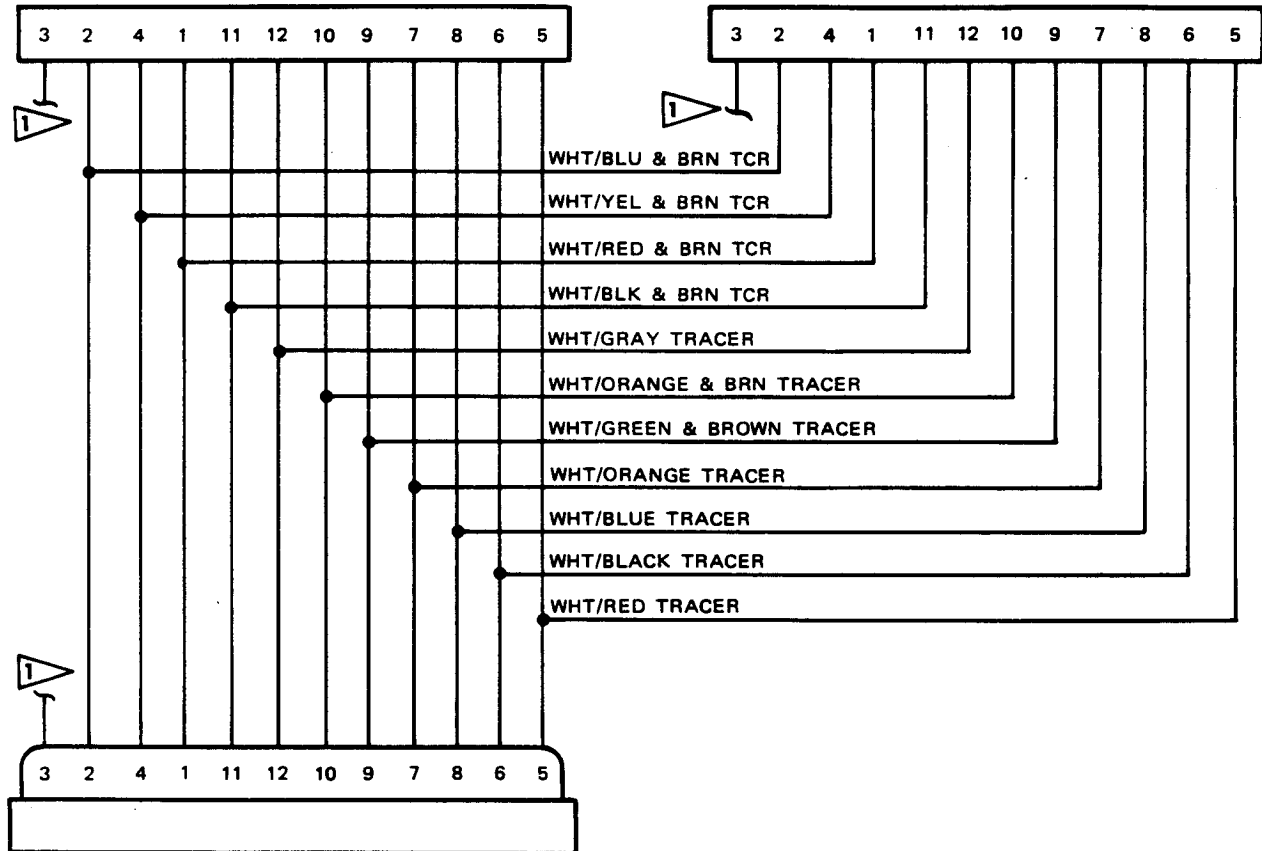 3 2 4 1 11 12 10 9 7 8 6 5
3 2 4 1 11 12 10 9 7 8 6 5
1
1
WHT/BLU & BRN TCR
WHT/YEL & BRN TCR
WHT/RED & BRN TCR
WHT/BLK & BRN TCR
WHT/GRAY TRACER
WHT/ORANGE & BRN TRACER
WHT/GREEN & BROWN TRACER
WHT/ORANGE TRACER
WHT/BLUE TRACER
WHT/BLACK TRACER
WHT/RED TRACER
1
3 2 4 1 11 12 10 9 7 8 6 5